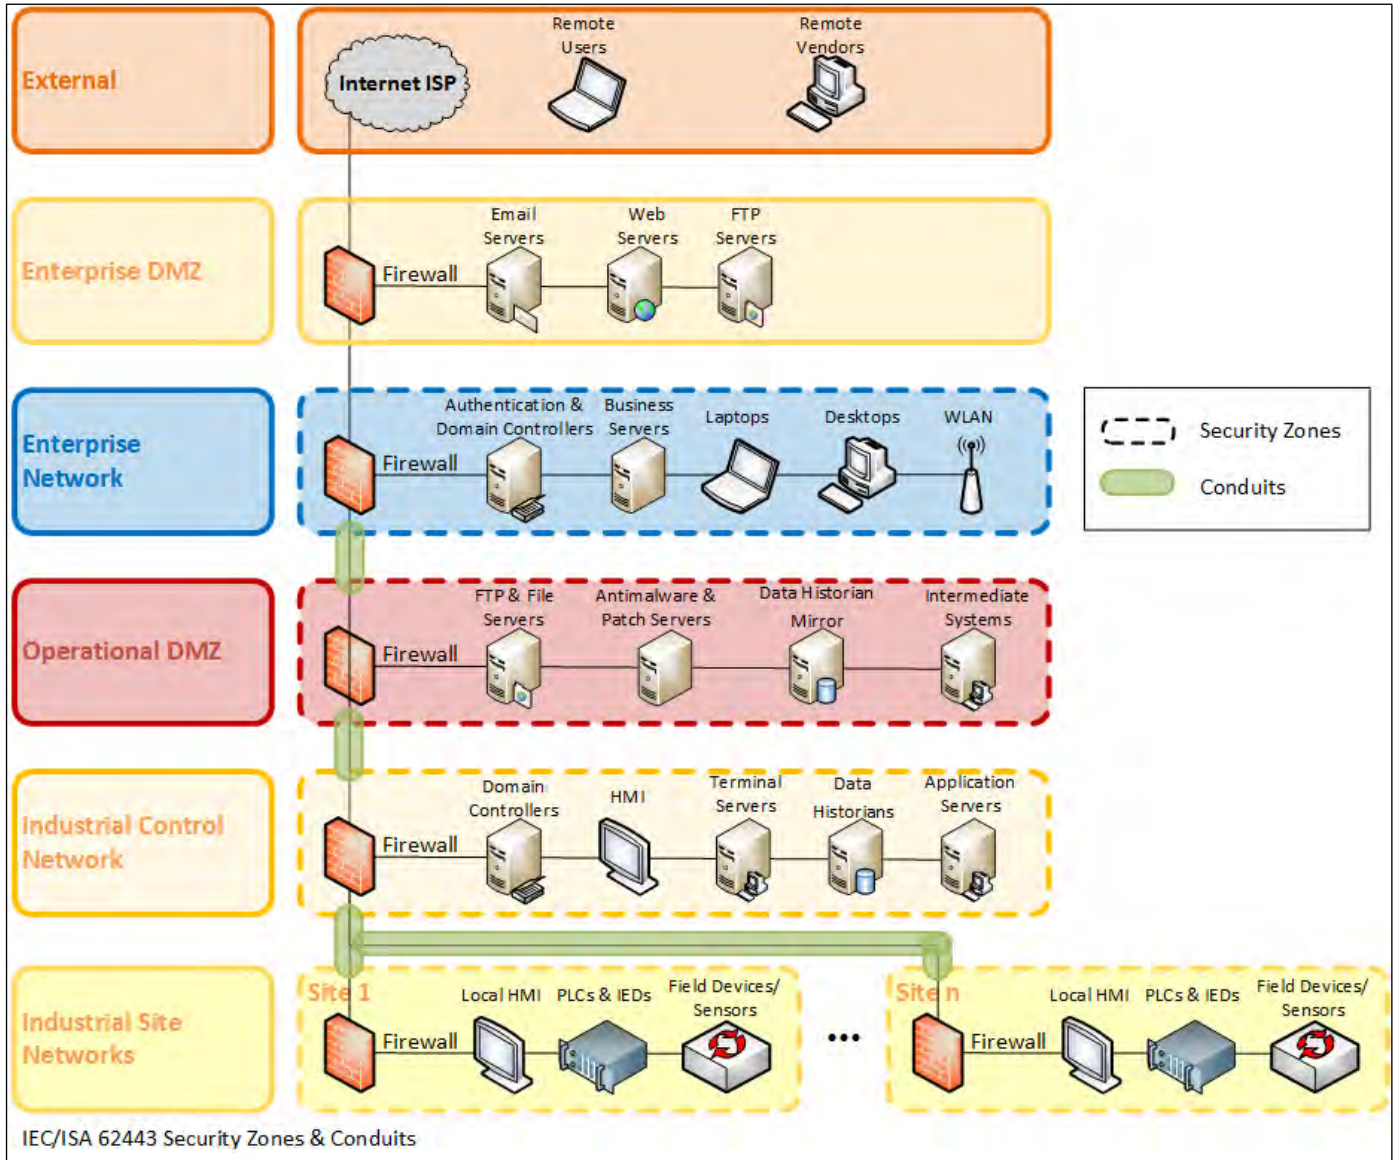 External
Internet ISP
Remote
Users
Remote
Vendors
Enterprise DMZ
Firewall
Email
Servers
Web
Servers
FTP
Servers
Enterprise
Network
Firewall
Authentication &
Domain Controllers
Business
Servers
Laptops
Desktops
WLAN
Security Zones
Conduits
Operational DMZ
Firewall
FTP & File
Servers
Antimalware &
Patch Servers
Data Historian
Mirror
Intermediate
Systems
Industrial Control
Network
Firewall
Domain
Controllers
HMI
Terminal
Servers
Data
Historians
Application
Servers
Industrial Site
Networks
Site 1
Firewall
Local HMI
PLCs & IEDs
Field Devices/
Sensors
•••
Site n
Firewall
Local HMI
PLCs & IEDs
Field Devices/
Sensors
IEC/ISA 62443 Security Zones & Conduits